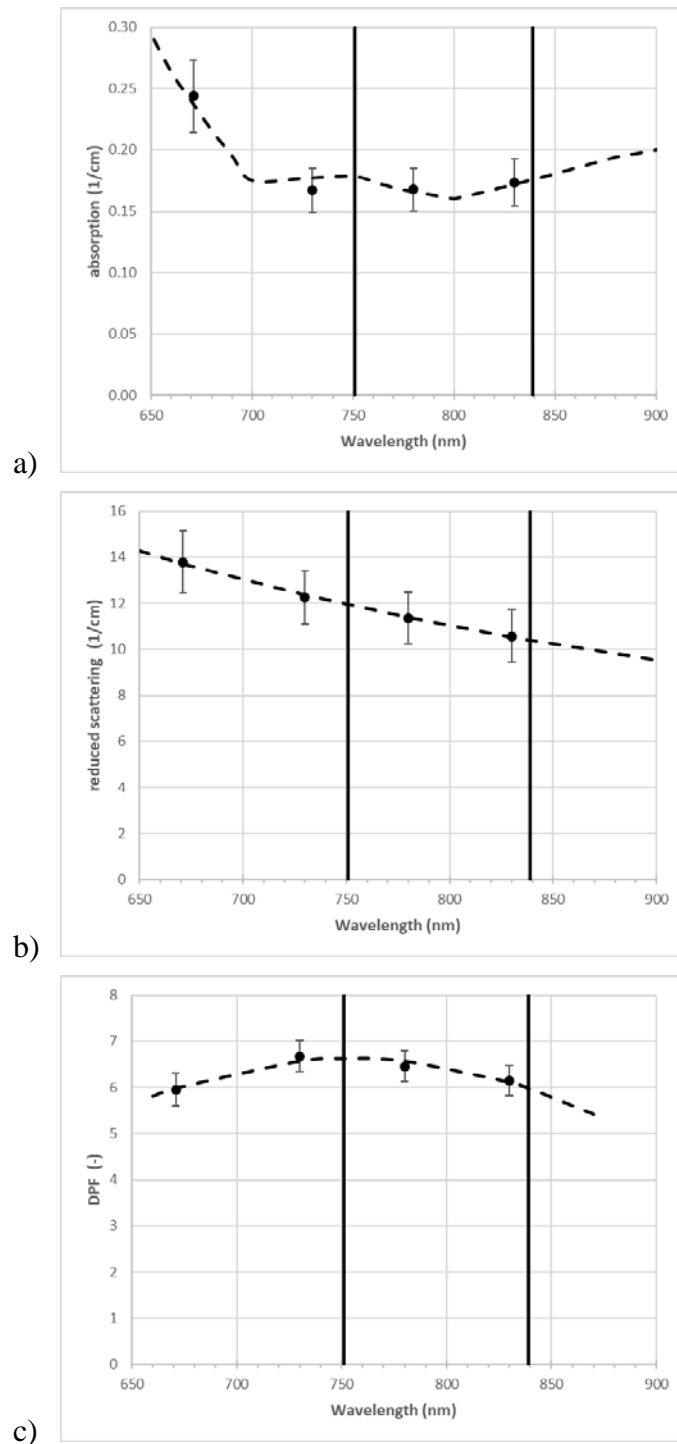 0.30
0.25
0.20
0.15
0.10
0.05
0.00
absorption (1/cm)
650 700 750 800 850 900
Wavelength (nm)
a)
16
14
12
10
8
6
4
2
0
reduced scattering (1/cm)
650 700 750 800 850 900
Wavelength (nm)
b)
8
7
6
5
4
3
2
1
0
DPF (-)
650 700 750 800 850 900
Wavelength (nm)
c)